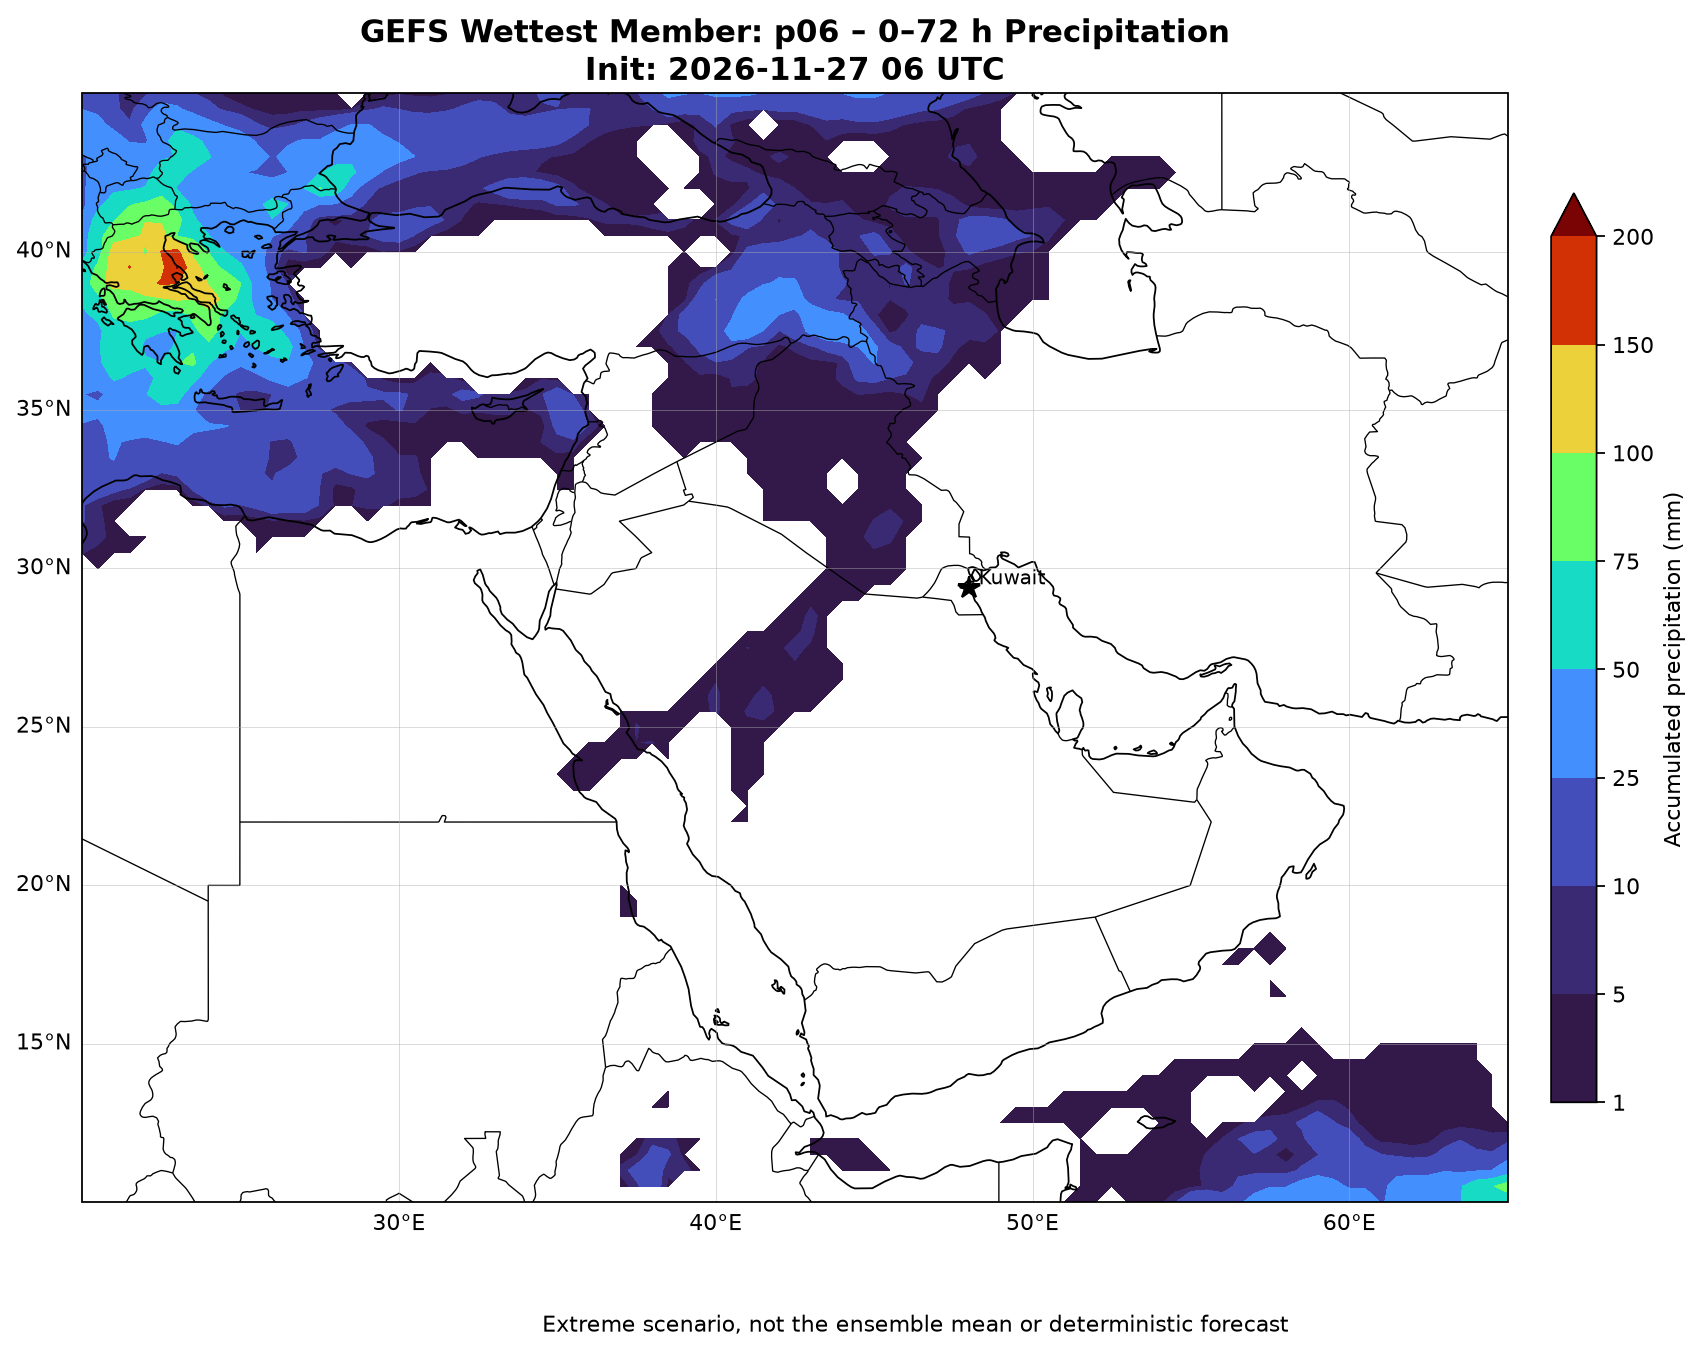 GEFS Wettest Member: p06 – 0–72 h Precipitation
Init: 2026-11-27 06 UTC
40°N
35°N
30°N
25°N
20°N
15°N
30°E
40°E
50°E
60°E
Kuwait
200
150
100
75
50
25
10
5
1
Accumulated precipitation (mm)
Extreme scenario, not the ensemble mean or deterministic forecast